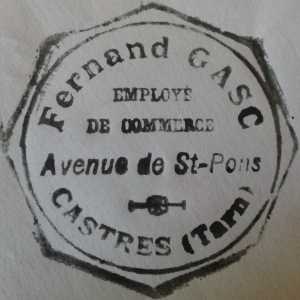 Fernand GASC
EMPLOYÉ
DE COMMERCE
Avenue de St-Pons
CASTRES (Tarn)